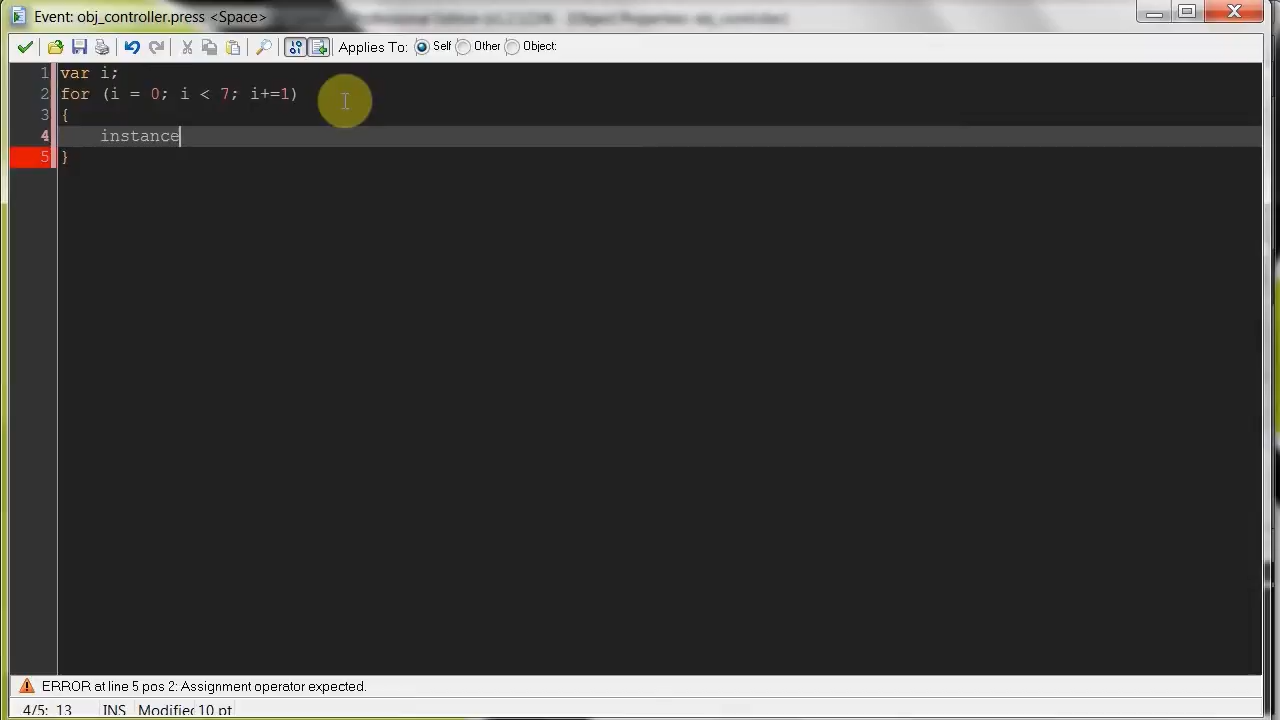 Event: obj_controller.press <Space>
Applies To: Self Other Object:
1 var i;
2 for (i = 0; i < 7; i+=1)
3 {
4 instance
5 }
ERROR at line 5 pos 2: Assignment operator expected.
4/5: 13 INS Modified 10 pt